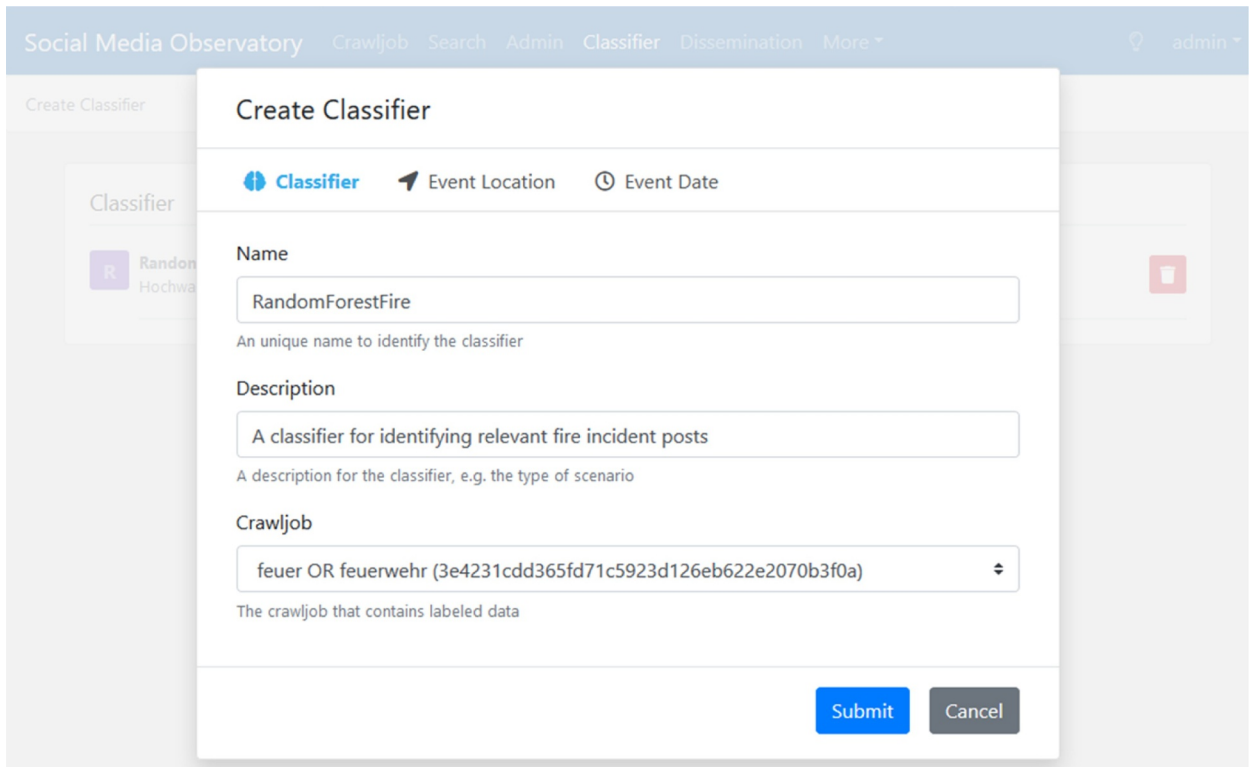 Social Media Observatory Crawljob Search Admin Classifier Dissemination More admin
Create Classifier
Create Classifier
Classifier Event Location Event Date
Classifier
R
Name
RandomForestFire
An unique name to identify the classifier
Description
A classifier for identifying relevant fire incident posts
A description for the classifier, e.g. the type of scenario
Crawljob
feuer OR feuerwehr (3e4231cdd365fd71c5923d126eb622e2070b3f0a)
The crawljob that contains labeled data
Submit Cancel